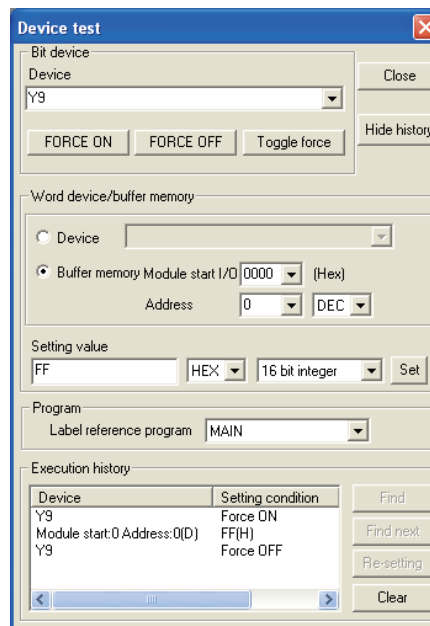 Device test
Bit device
Device
Close
Y9
Hide history
FORCE ON FORCE OFF Toggle force
Word device/buffer memory
Device
Buffer memory Module start I/O 0000 (Hex)
Address 0 DEC
Setting value
FF HEX 16 bit integer Set
Program
Label reference program MAIN
Execution history
Device Setting condition Find
Y9 Force ON
Module start:0 Address:0(D) FF(H) Find next
Y9 Force OFF
Re-setting
Clear